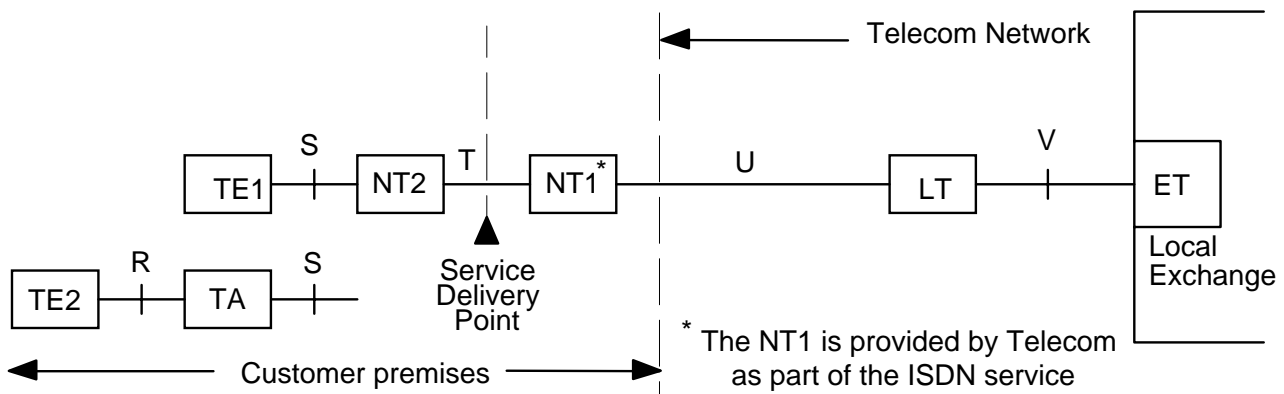 Telecom Network
S
T
U
V
TE1
NT2
NT1*
LT
ET
R
S
TE2
TA
Service
Delivery
Point
Local
Exchange
* The NT1 is provided by Telecom
as part of the ISDN service
Customer premises